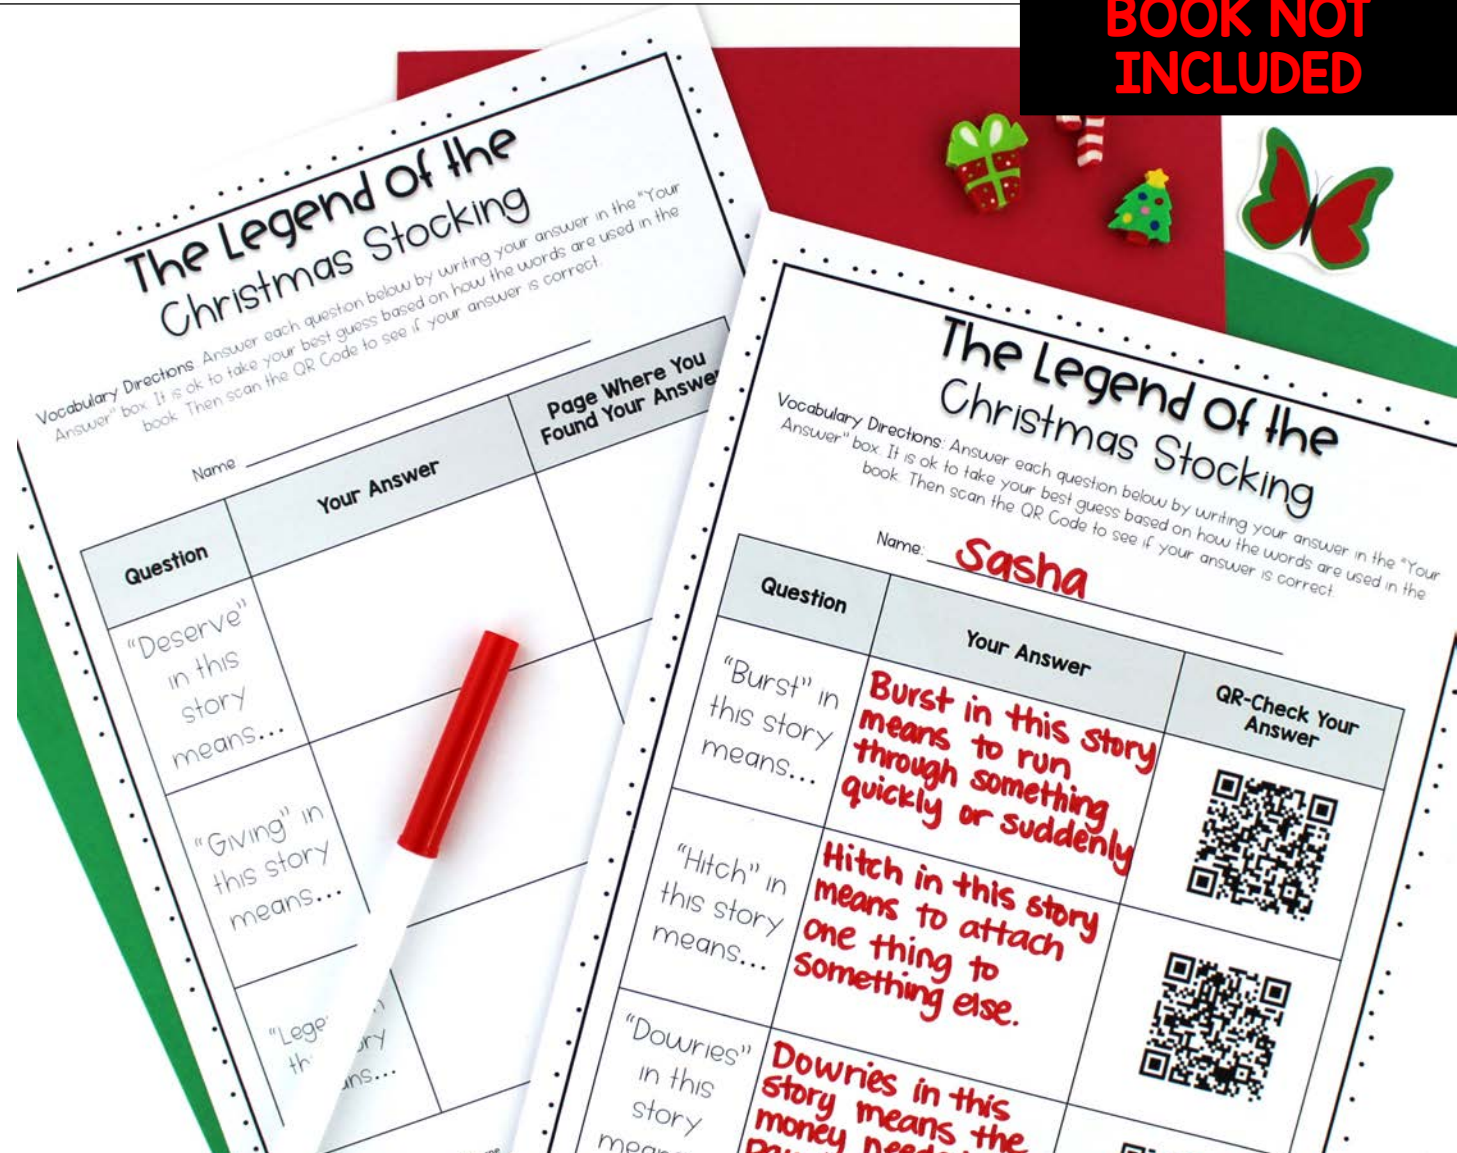 BOOK NOT
INCLUDED
The Legend Of the
Christmas Stocking
Vocabulary Directions: Answer each question below by writing your answer in the "Your
Answer" box. It is ok to take your best guess based on how the words are used in the
book. Then scan the QR Code to see if your answer is correct.
Name
Question
Your Answer
Page Where You
Found Your Answer
"Deserve"
in this
story
means...
"Giving" in
this story
means...
The Legend Of the
Christmas Stocking
Vocabulary Directions: Answer each question below by writing your answer in the "Your
Answer" box. It is ok to take your best guess based on how the words are used in the
book. Then scan the QR Code to see if your answer is correct.
Name: Sasha
Question
Your Answer
QR-Check Your
Answer
"Burst" in
this story
means...
Burst in this story
means to run
through something
quickly or suddenly
"Hitch" in
this story
means...
Hitch in this story
means to attach
one thing to
something else.
"Dowries"
in this
story
Dowries in this
story means the
money